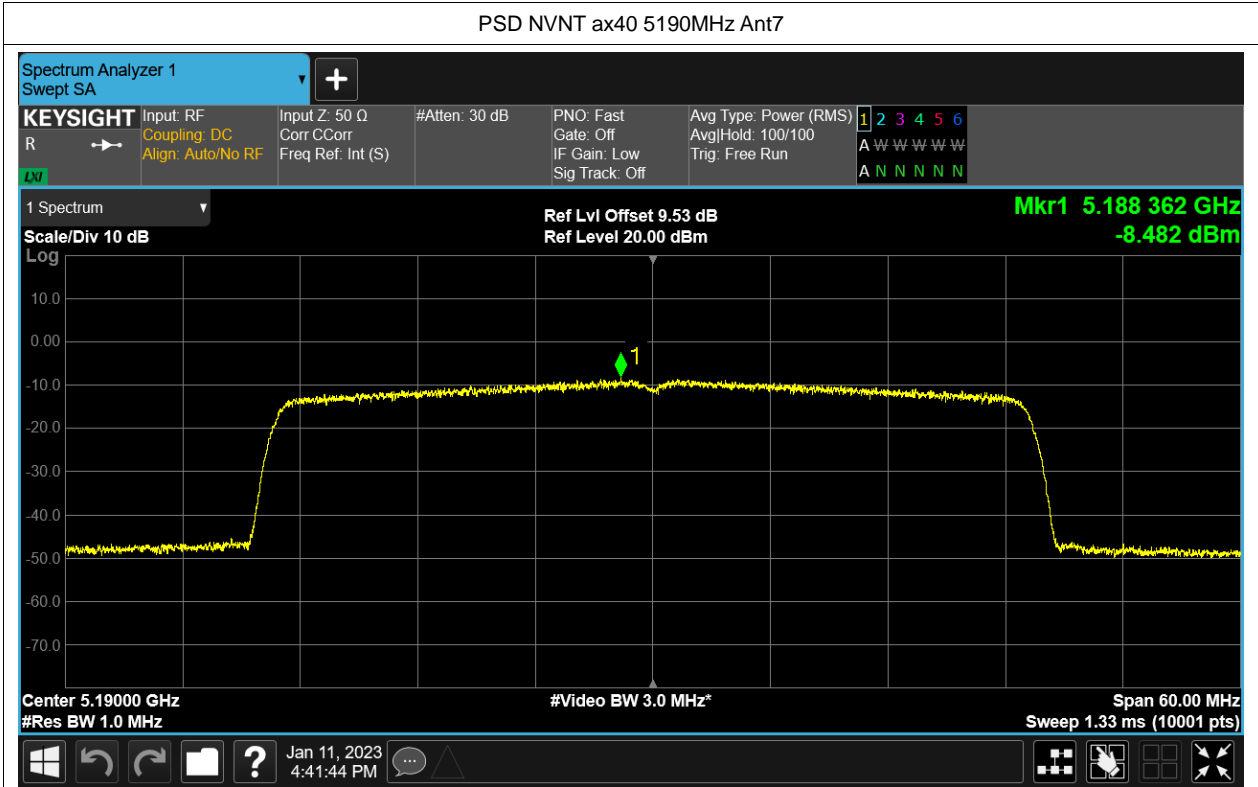 PSD NVNT ax40 5190MHz Ant7
Spectrum Analyzer 1
Swept SA
KEYSIGHT
R
LXI
Input: RF
Coupling: DC
Align: Auto/No RF
Input Z: 50 Ω
Corr CCorr
Freq Ref: Int (S)
#Atten: 30 dB
PNO: Fast
Gate: Off
IF Gain: Low
Sig Track: Off
Avg Type: Power (RMS)
Avg|Hold: 100/100
Trig: Free Run
1 2 3 4 5 6
A W W W W W
A N N N N N
1 Spectrum
Scale/Div 10 dB
Log
Ref Lvl Offset 9.53 dB
Ref Level 20.00 dBm
Mkr1 5.188 362 GHz
-8.482 dBm
10.0
0.00
-10.0
-20.0
-30.0
-40.0
-50.0
-60.0
-70.0
1
Center 5.19000 GHz
#Res BW 1.0 MHz
#Video BW 3.0 MHz*
Span 60.00 MHz
Sweep 1.33 ms (10001 pts)
?
Jan 11, 2023
4:41:44 PM